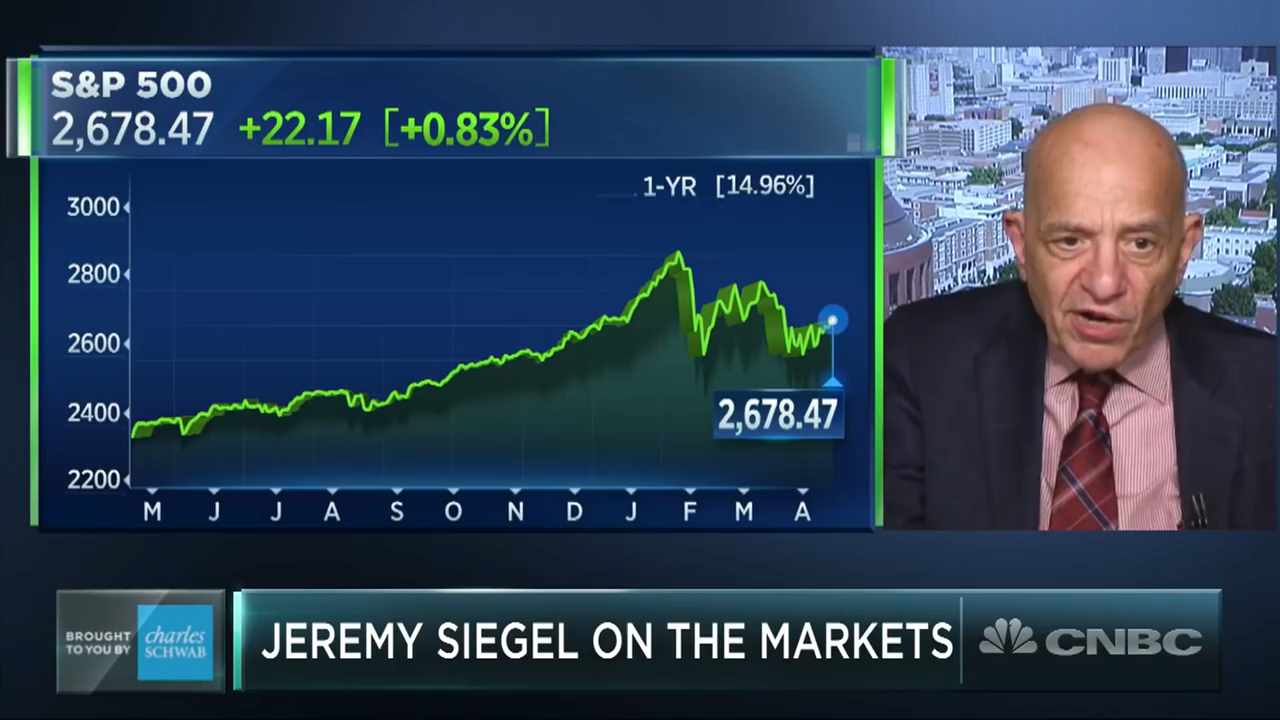 S&P 500
2,678.47 +22.17 [+0.83%]
1-YR [14.96%]
3000
2800
2600
2400
2200
2,678.47
M J J A S O N D J F M A
BROUGHT
TO YOU BY
charles
SCHWAB
JEREMY SIEGEL ON THE MARKETS
CNBC